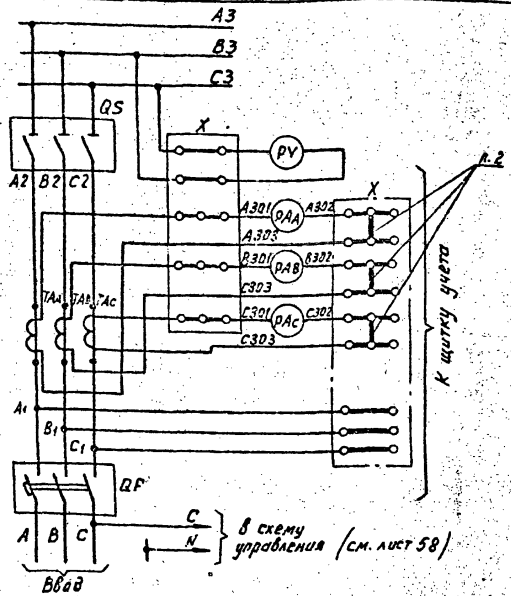 A3
B3
C3
QS
X
PV
A2 B2 C2
A301 PAA A302
X
п.2
A303
B301 PAB B302
C303
TAA TAB TAC
C301 PAC C302
C303
К щитку учета
A1
B1
C1
QF
A B C
C
N
В схему
управления (см. лист 58)
Ввод